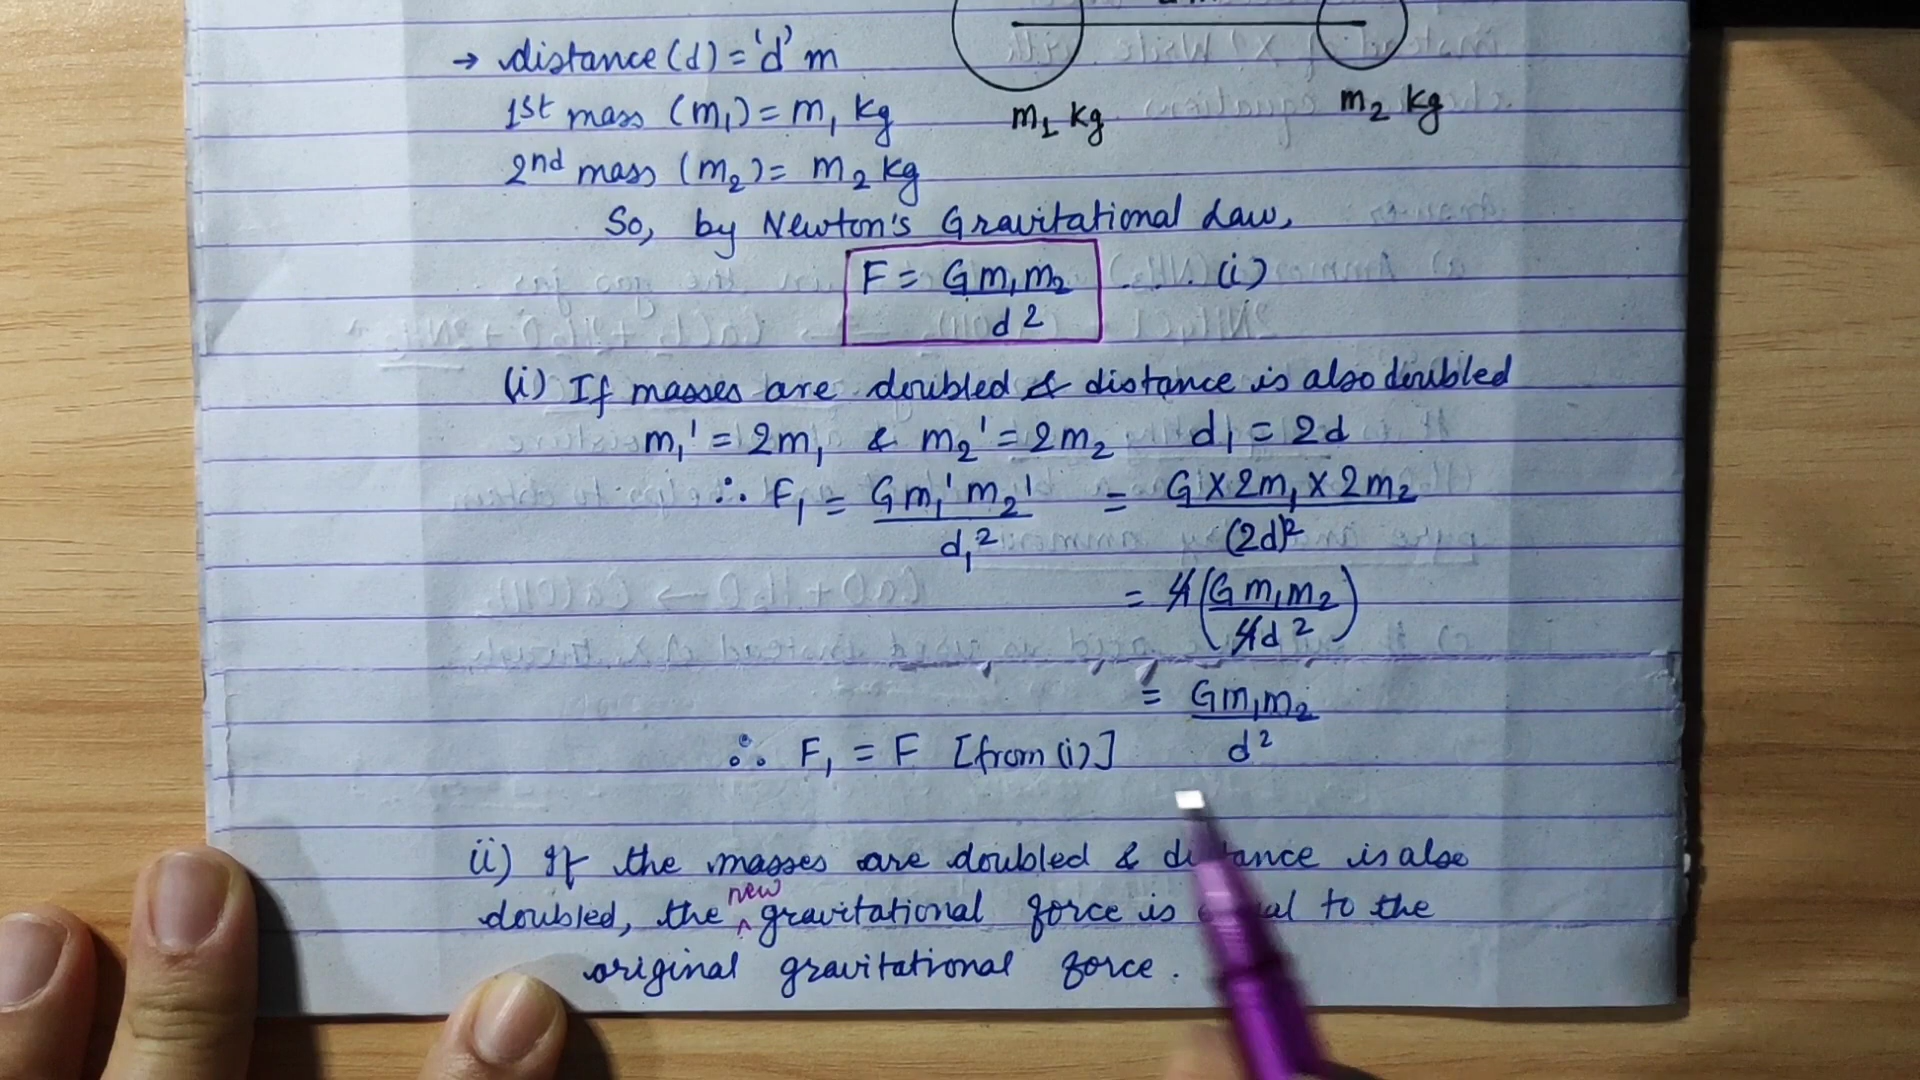 → distance (d) = 'd' m
1st mass (m₁) = m₁ kg
m₁ kg
m₂ kg
2nd mass (m₂) = m₂ kg
So, by Newton's Gravitational Law,
F = Gm₁m₂ / d² . . . (i)
(i) If masses are doubled & distance is also doubled
m₁' = 2m₁ & m₂' = 2m₂ d₁ = 2d
∴ F₁ = Gm₁'m₂' / d₁² = G × 2m₁ × 2m₂ / (2d)²
= 4 (Gm₁m₂ / 4d²)
= Gm₁m₂ / d²
∴ F₁ = F [from (i)]
ii) If the masses are doubled & distance is also
doubled, the new gravitational force is equal to the
original gravitational force.